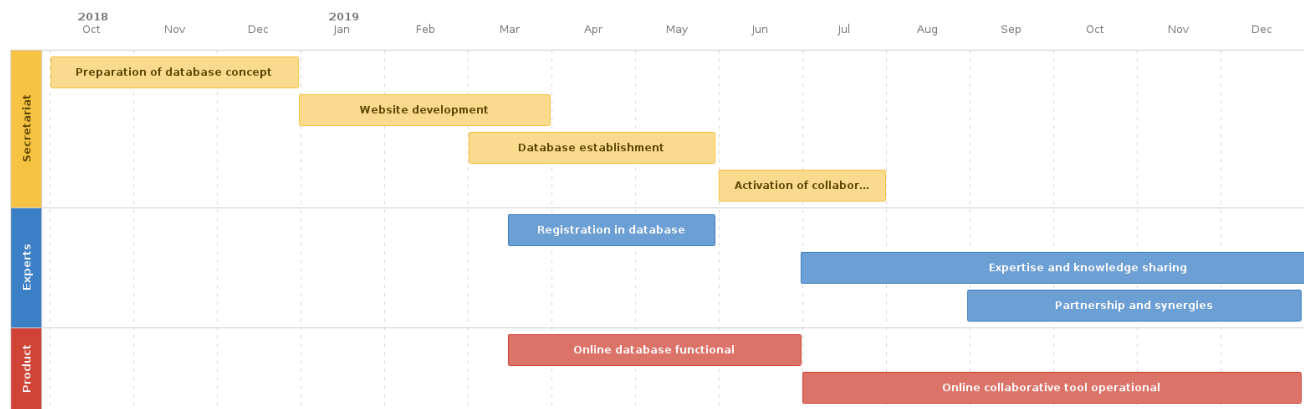 2018 2019
Oct Nov Dec Jan Feb Mar Apr May Jun Jul Aug Sep Oct Nov Dec
Secretariat
Preparation of database concept
Website development
Database establishment
Activation of collabor...
Experts
Registration in database
Expertise and knowledge sharing
Partnership and synergies
Product
Online database functional
Online collaborative tool operational